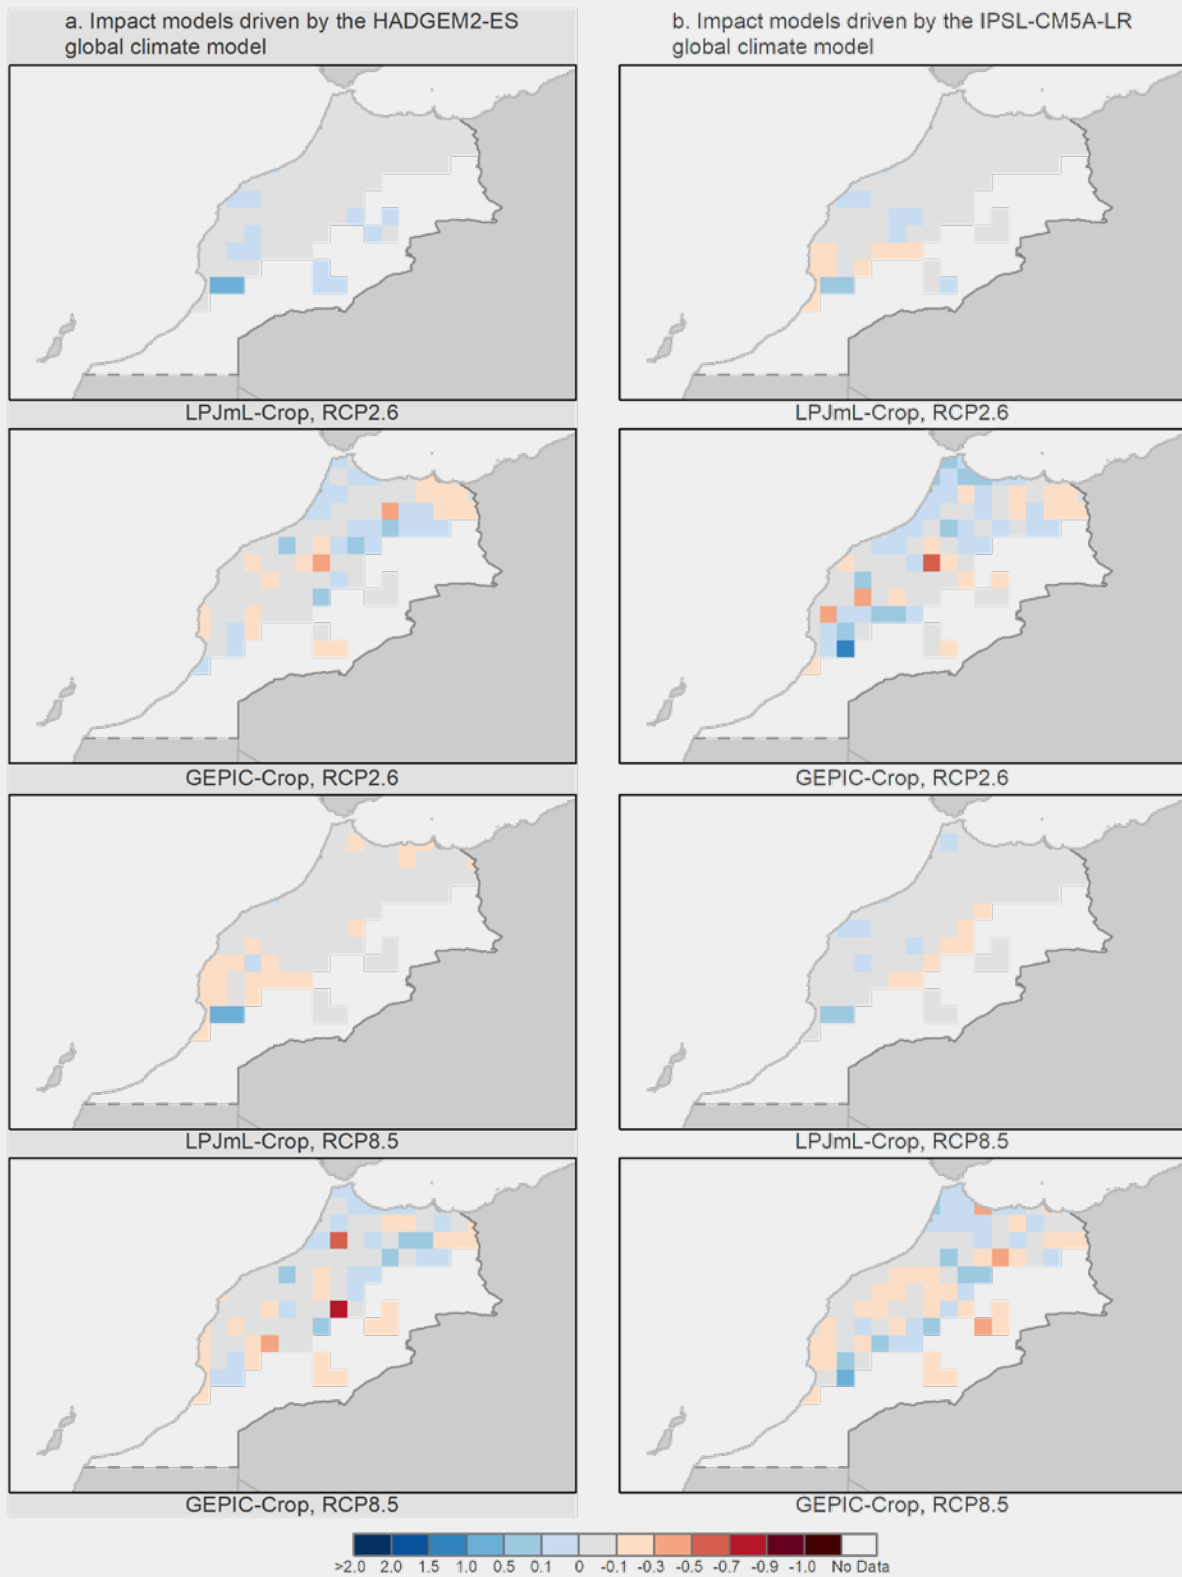 a. Impact models driven by the HADGEM2-ES
global climate model
b. Impact models driven by the IPSL-CM5A-LR
global climate model
LPJmL-Crop, RCP2.6
LPJmL-Crop, RCP2.6
GEPIC-Crop, RCP2.6
GEPIC-Crop, RCP2.6
LPJmL-Crop, RCP8.5
LPJmL-Crop, RCP8.5
GEPIC-Crop, RCP8.5
GEPIC-Crop, RCP8.5
>2.0 2.0 1.5 1.0 0.5 0.1 0 -0.1 -0.3 -0.5 -0.7 -0.9 -1.0 No Data